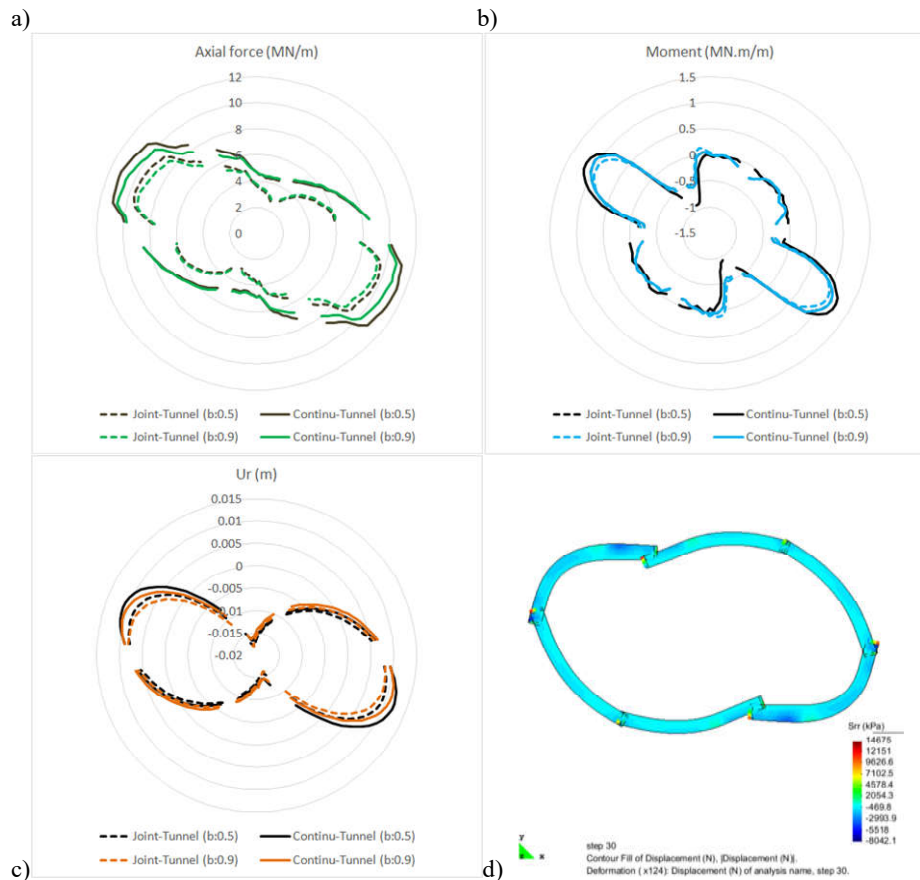 a)
Axial force (MN/m)
12
10
8
6
4
2
0
Joint-Tunnel (b:0.5) Continu-Tunnel (b:0.5)
Joint-Tunnel (b:0.9) Continu-Tunnel (b:0.9)
b)
Moment (MN.m/m)
1.5
1
0.5
0
-0.5
-1
-1.5
Joint-Tunnel (b:0.5) Continu-Tunnel (b:0.5)
Joint-Tunnel (b:0.9) Continu-Tunnel (b:0.9)
Ur (m)
0.015
0.01
0.005
0
-0.005
-0.01
-0.015
-0.02
Joint-Tunnel (b:0.5) Continu-Tunnel (b:0.5)
Joint-Tunnel (b:0.9) Continu-Tunnel (b:0.9)
c)
Srr (kPa)
14675
12151
9626.6
7102.5
4578.4
2054.3
-469.8
-2993.9
-5518
-8042.1
y
x
step 30
Contour Fill of Displacement (N), |Displacement (N)|.
Deformation ( x124): Displacement (N) of analysis name, step 30.
d)